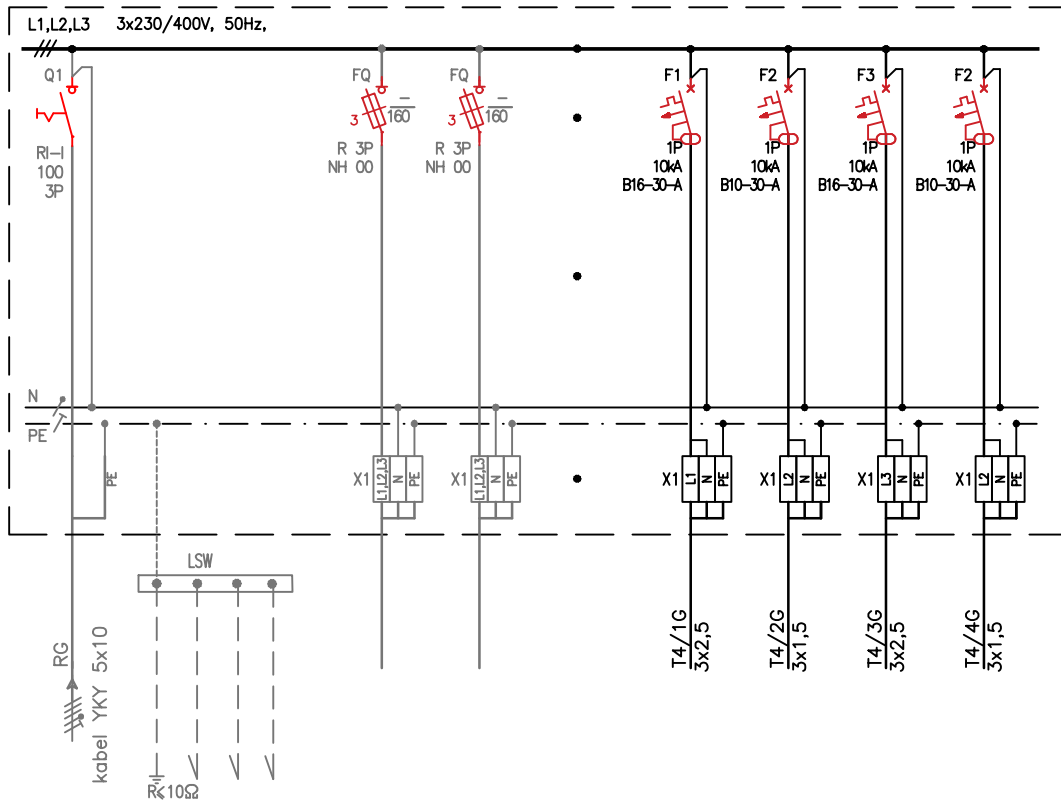 L1,L2,L3 3x230/400V, 50Hz,
Q1
FQ
FQ
F1
F2
F3
F2
3
160
3
160
RI-I
100
3P
R 3P
NH 00
R 3P
NH 00
1P
10kA
B16-30-A
1P
10kA
B10-30-A
1P
10kA
B16-30-A
1P
10kA
B10-30-A
N
PE
PE
X1 L1,L2,L3 N PE
X1 L1,L2,L3 N PE
X1 L1 N PE
X1 L2 N PE
X1 L3 N PE
X1 L2 N PE
LSW
RG
kabel YKY 5x10
R⩽10Ω
T4/1G
3x2,5
T4/2G
3x1,5
T4/3G
3x2,5
T4/4G
3x1,5